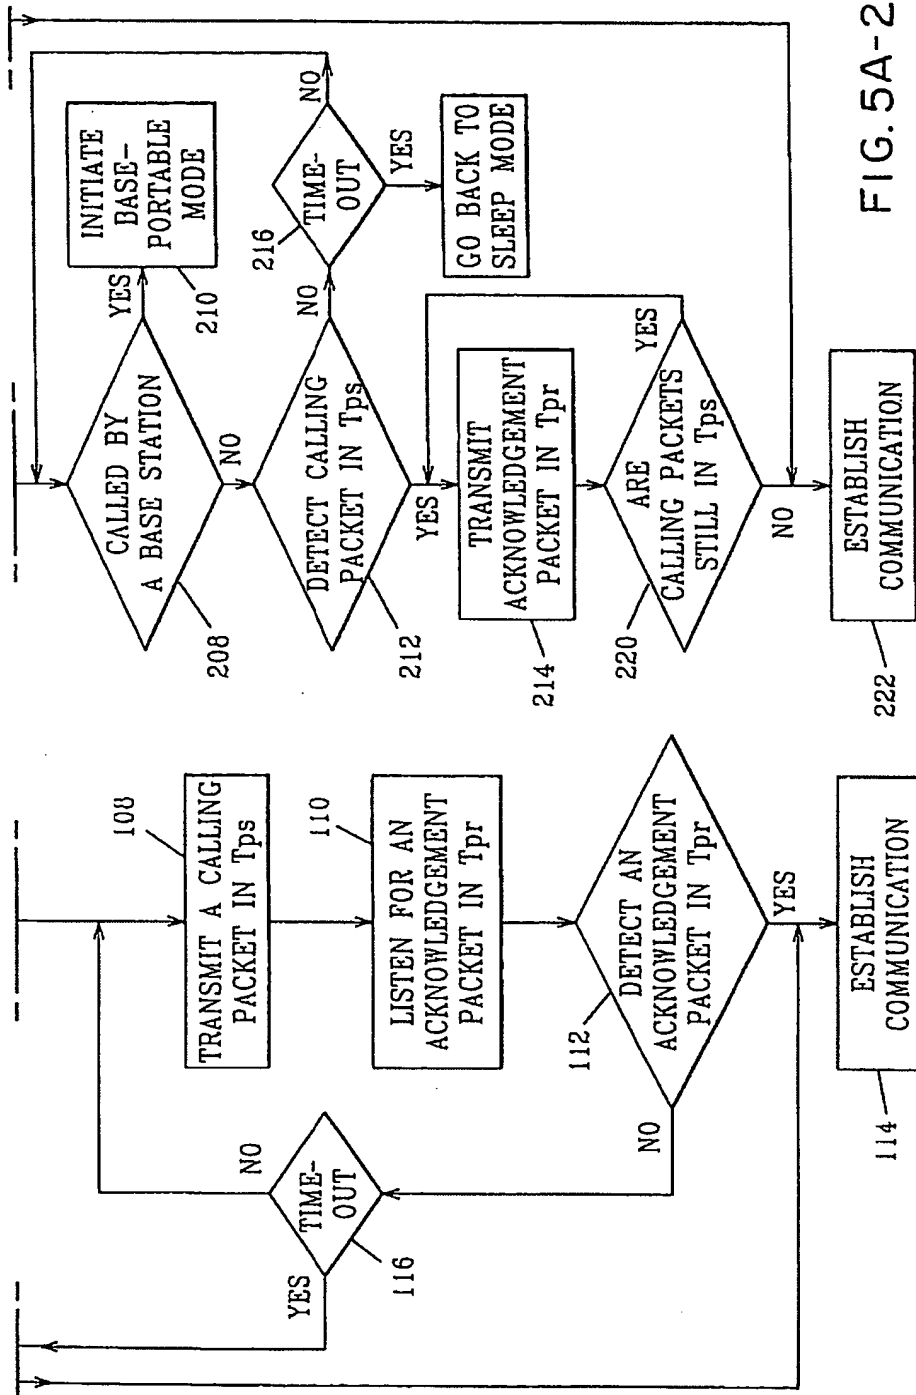 108
TRANSMIT A CALLING
PACKET IN Tps
110
LISTEN FOR AN
ACKNOWLEDGEMENT
PACKET IN Tpr
112
DETECT AN
ACKNOWLEDGEMENT
PACKET IN Tpr
NO
YES
TIME-
OUT
116
NO
YES
ESTABLISH
COMMUNICATION
114
CALLED BY
A BASE STATION
208
YES
INITIATE
BASE-
PORTABLE
MODE
210
NO
DETECT CALLING
PACKET IN Tps
212
NO
TIME-
OUT
216
NO
YES
GO BACK TO
SLEEP MODE
YES
TRANSMIT
ACKNOWLEDGEMENT
PACKET IN Tpr
214
ARE
CALLING PACKETS
STILL IN Tps
220
YES
NO
ESTABLISH
COMMUNICATION
222
FIG. 5A-2